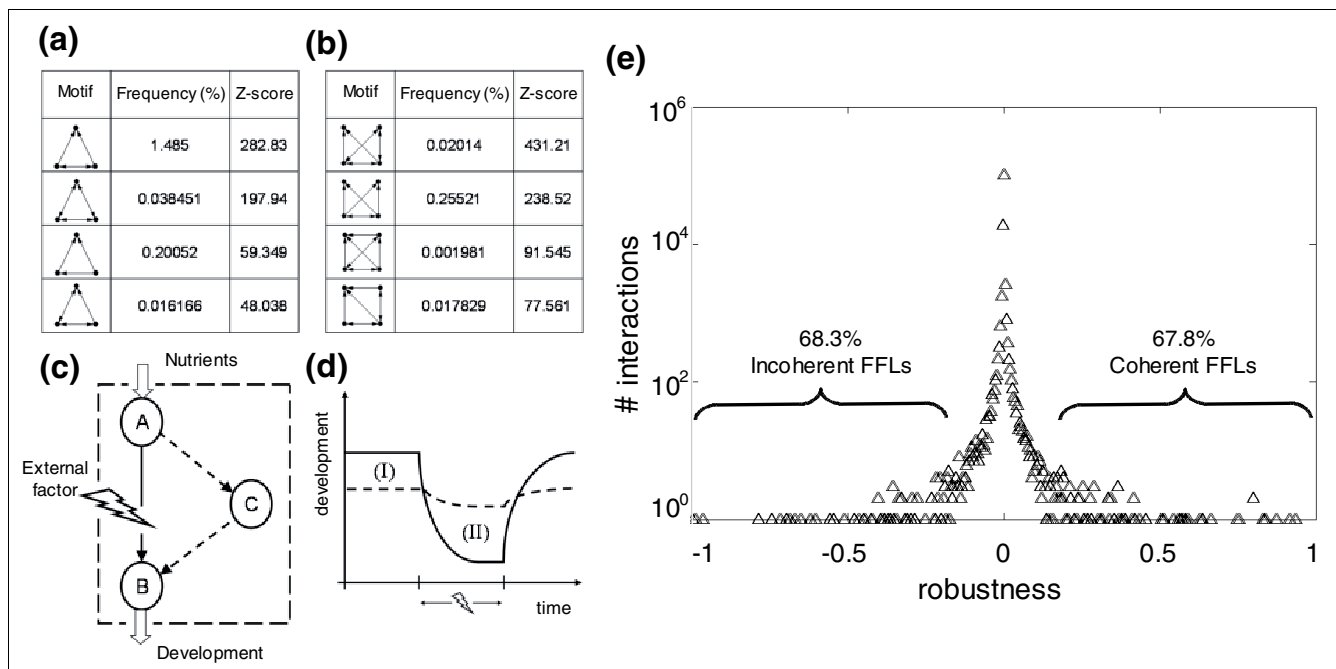 (a)
Motif Frequency (%) Z-score
1.485 282.83
0.038451 197.94
0.20052 59.349
0.016166 48.038
(b)
Motif Frequency (%) Z-score
0.02014 431.21
0.25521 238.52
0.001981 91.545
0.017829 77.561
(c)
Nutrients
A
External
factor
C
B
Development
(d)
development
(I)
(II)
time
(e)
# interactions
10^6
10^4
10^2
10^0
68.3%
Incoherent FFLs
67.8%
Coherent FFLs
-1 -0.5 0 0.5 1
robustness